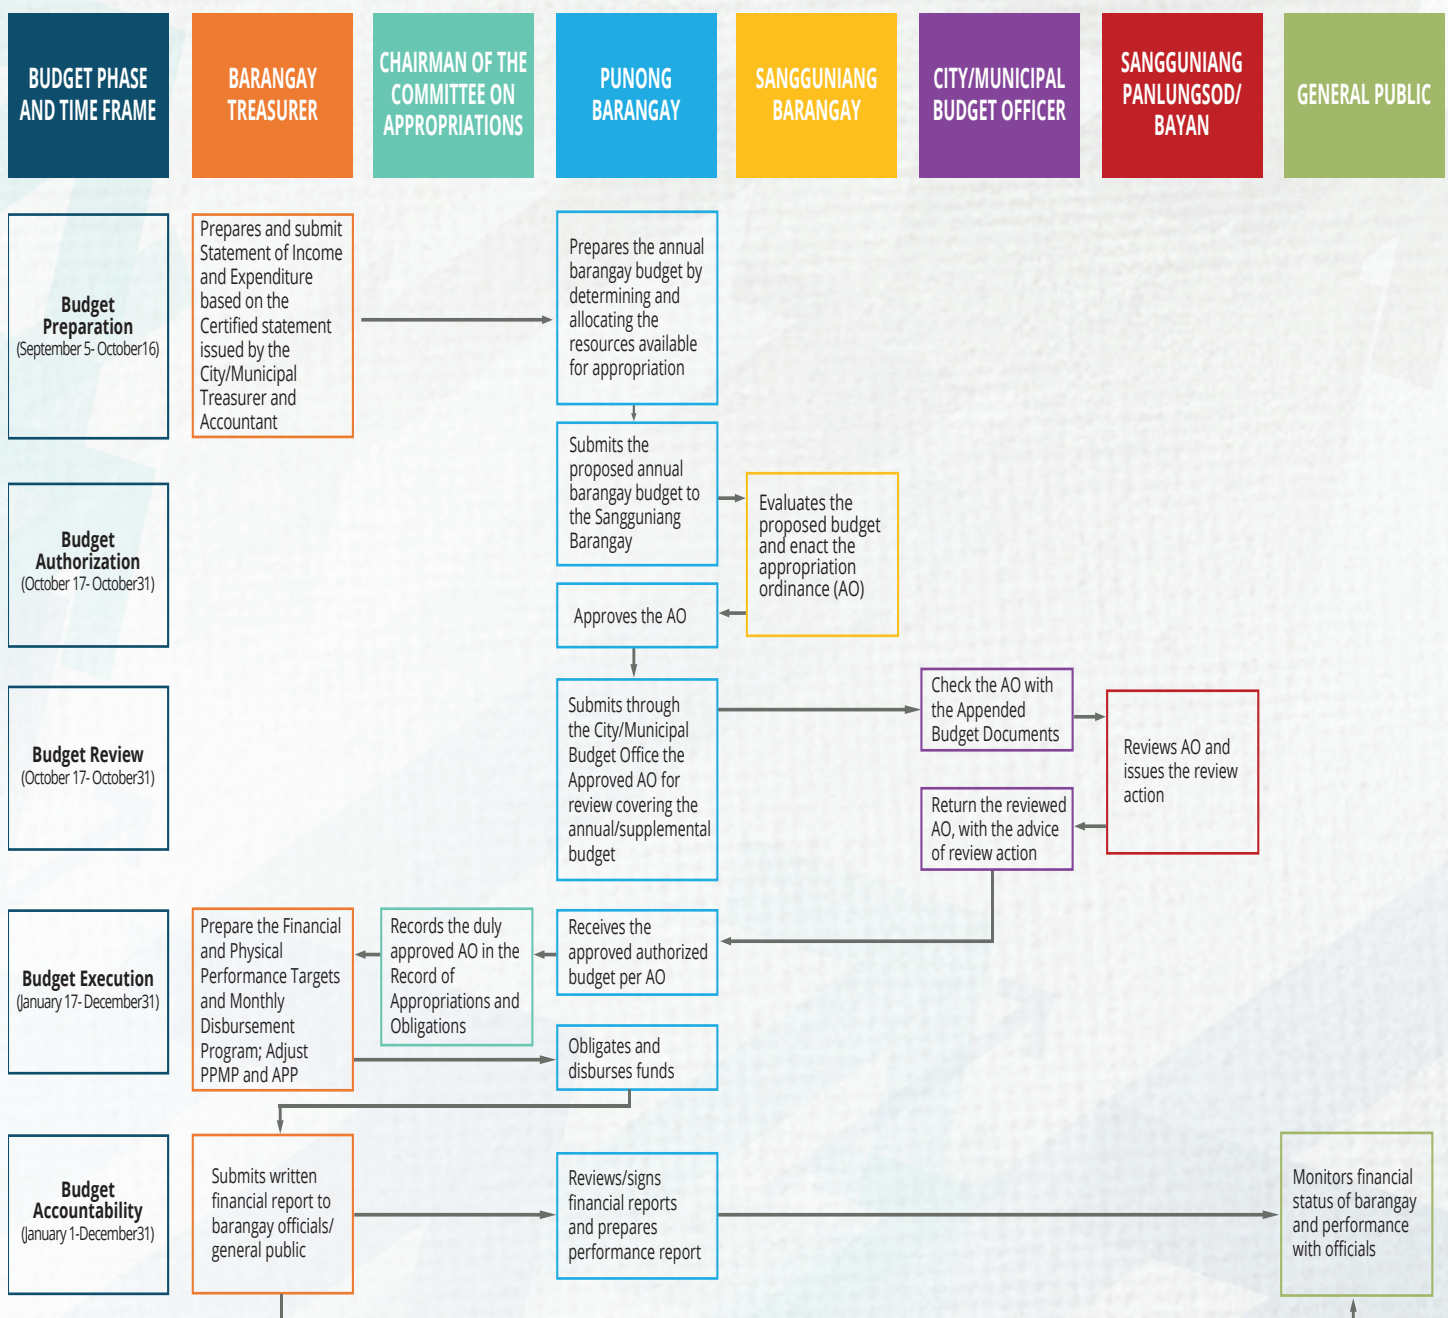 BUDGET PHASE
AND TIME FRAME
BARANGAY
TREASURER
CHAIRMAN OF THE
COMMITTEE ON
APPROPRIATIONS
PUNONG
BARANGAY
SANGGUNIANG
BARANGAY
CITY/MUNICIPAL
BUDGET OFFICER
SANGGUNIANG
PANLUNGSOD/
BAYAN
GENERAL PUBLIC
Budget
Preparation
(September 5- October16)
Prepares and submit
Statement of Income
and Expenditure
based on the
Certified statement
issued by the
City/Municipal
Treasurer and
Accountant
Prepares the annual
barangay budget by
determining and
allocating the
resources available
for appropriation
Submits the
proposed annual
barangay budget to
the Sangguniang
Barangay
Budget
Authorization
(October 17- October31)
Evaluates the
proposed budget
and enact the
appropriation
ordinance (AO)
Approves the AO
Budget Review
(October 17- October31)
Submits through
the City/Municipal
Budget Office the
Approved AO for
review covering the
annual/supplemental
budget
Check the AO with
the Appended
Budget Documents
Reviews AO and
issues the review
action
Return the reviewed
AO, with the advice
of review action
Budget Execution
(January 17- December31)
Prepare the Financial
and Physical
Performance Targets
and Monthly
Disbursement
Program; Adjust
PPMP and APP
Records the duly
approved AO in the
Record of
Appropriations and
Obligations
Receives the
approved authorized
budget per AO
Obligates and
disburses funds
Budget
Accountability
(January 1-December31)
Submits written
financial report to
barangay officials/
general public
Reviews/signs
financial reports
and prepares
performance report
Monitors financial
status of barangay
and performance
with officials